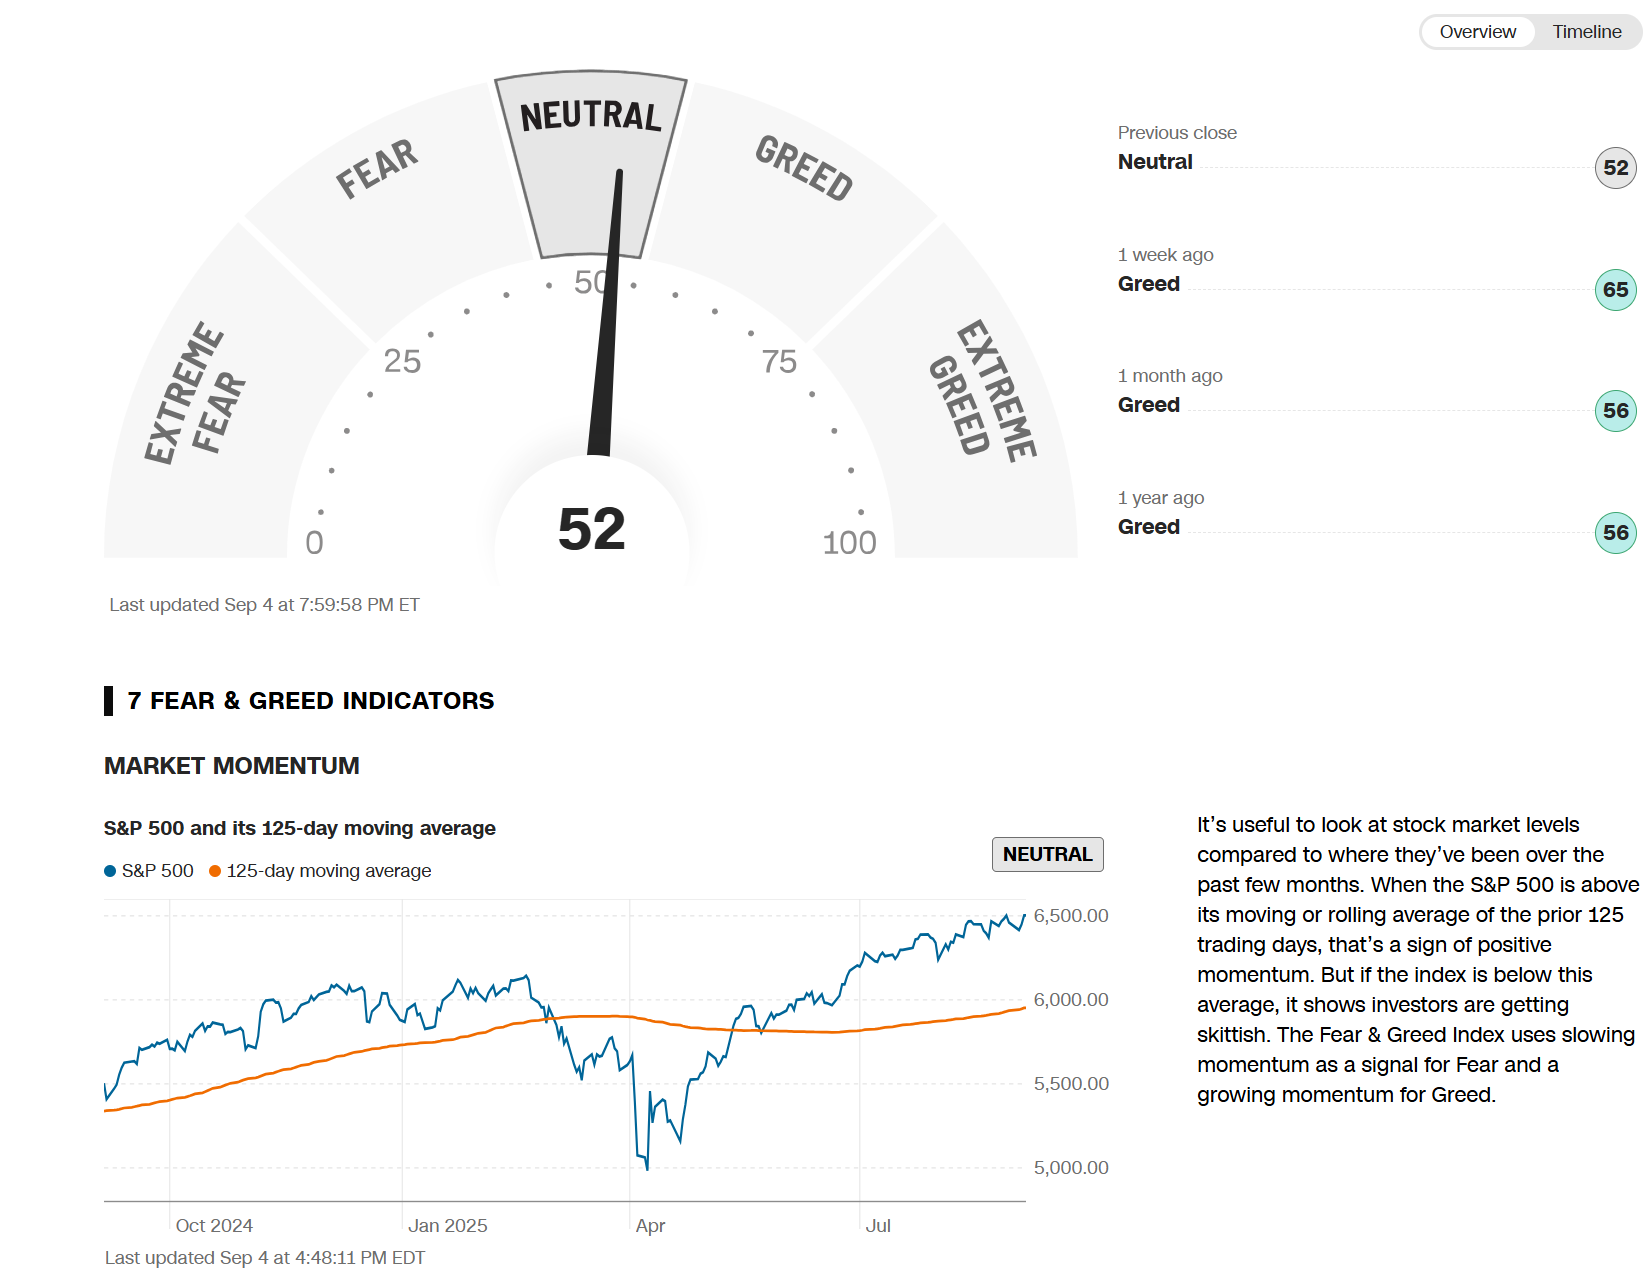 Overview Timeline
NEUTRAL
FEAR
GREED
EXTREME
FEAR
EXTREME
GREED
0
25
50
75
100
52
Last updated Sep 4 at 7:59:58 PM ET
Previous close
Neutral 52
1 week ago
Greed 65
1 month ago
Greed 56
1 year ago
Greed 56
7 FEAR & GREED INDICATORS
MARKET MOMENTUM
S&P 500 and its 125-day moving average
S&P 500 125-day moving average
NEUTRAL
6,500.00
6,000.00
5,500.00
5,000.00
Oct 2024 Jan 2025 Apr Jul
Last updated Sep 4 at 4:48:11 PM EDT
It’s useful to look at stock market levels
compared to where they’ve been over the
past few months. When the S&P 500 is above
its moving or rolling average of the prior 125
trading days, that’s a sign of positive
momentum. But if the index is below this
average, it shows investors are getting
skittish. The Fear & Greed Index uses slowing
momentum as a signal for Fear and a
growing momentum for Greed.